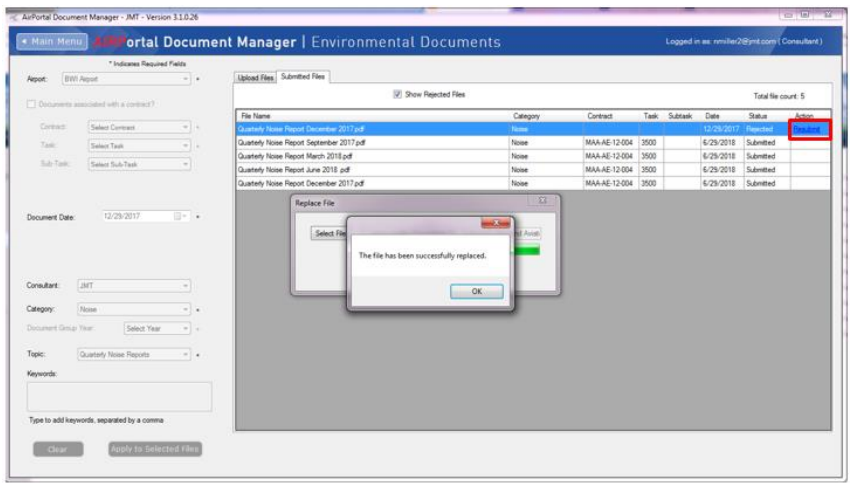 AirPortal Document Manager - JMT - Version 3.1.0.26
◂ Main Menu AIRPortal Document Manager | Environmental Documents Logged in as: nmiller2@jmt.com ( Consultant )
* Indicates Required Fields
Airport: BWI Airport *
Documents associated with a contract?
Contract: Select Contract *
Task: Select Task *
Sub-Task: Select Sub-Task
Document Date: 12/29/2017 *
Consultant: JMT
Category: Noise *
Document Group Year: Select Year *
Topic: Quarterly Noise Reports *
Keywords:
Type to add keywords, separated by a comma
Clear Apply to Selected Files
Upload Files Submitted Files
Show Rejected Files Total file count: 5
File Name Category Contract Task Subtask Date Status Action
Quarterly Noise Report December 2017.pdf Noise 12/29/2017 Rejected Resubmit
Quarterly Noise Report September 2017.pdf Noise MAA-AE-12-004 3500 6/29/2018 Submitted
Quarterly Noise Report March 2018.pdf Noise MAA-AE-12-004 3500 6/29/2018 Submitted
Quarterly Noise Report June 2018.pdf Noise MAA-AE-12-004 3500 6/29/2018 Submitted
Quarterly Noise Report December 2017.pdf Noise MAA-AE-12-004 3500 6/29/2018 Submitted
Replace File
Select File
The file has been successfully replaced.
OK